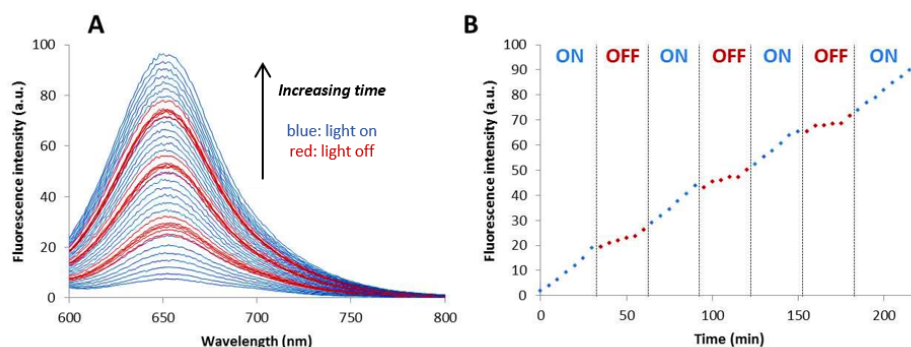 A
Fluorescence intensity (a.u.)
100
80
60
40
20
0
600
650
700
750
800
Wavelength (nm)
Increasing time
blue: light on
red: light off
B
Fluorescence intensity (a.u.)
100
90
80
70
60
50
40
30
20
10
0
ON OFF ON OFF ON OFF ON
0
50
100
150
200
Time (min)